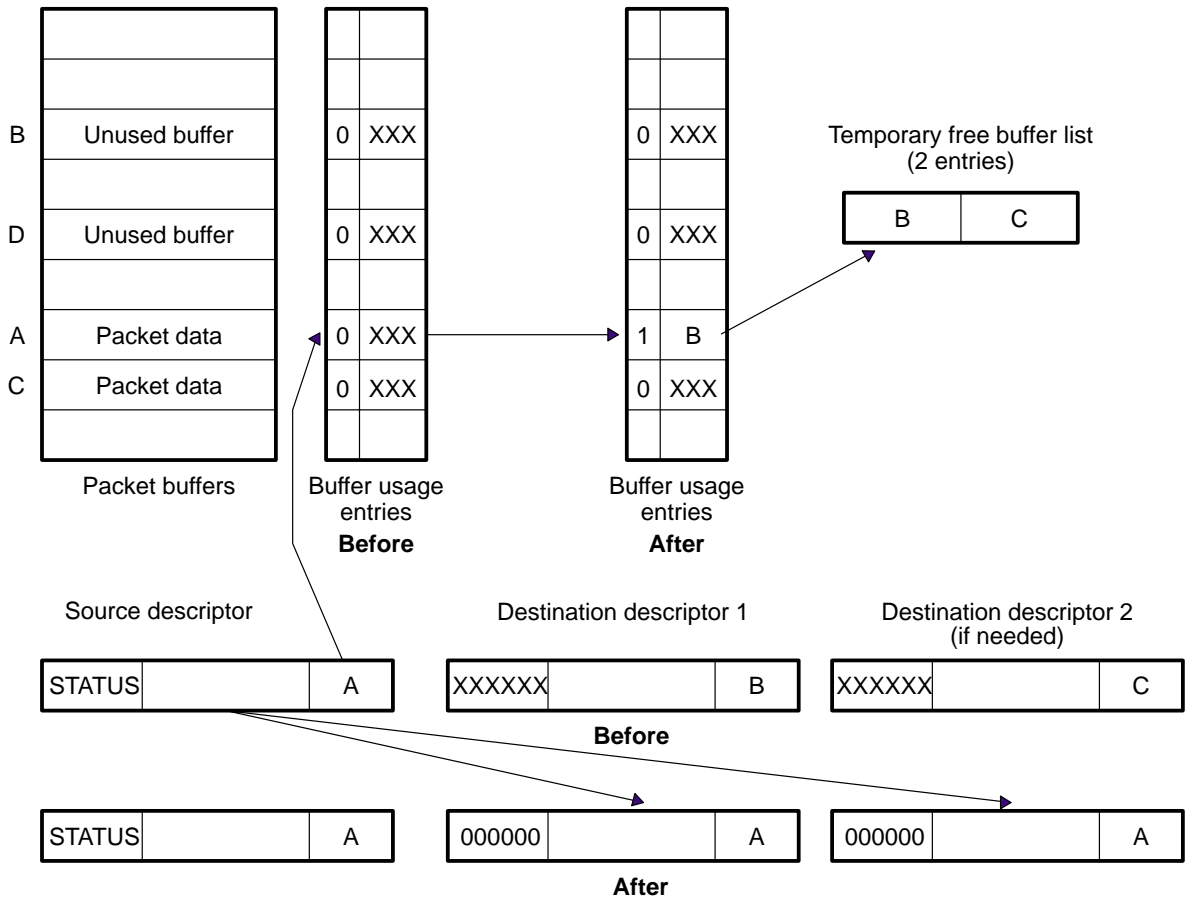 B Unused buffer 0 XXX 0 XXX
Temporary free buffer list
(2 entries)
B C
D Unused buffer 0 XXX 0 XXX
A Packet data 0 XXX 1 B
C Packet data 0 XXX 0 XXX
Packet buffers
Buffer usage
entries
Before
Buffer usage
entries
After
Source descriptor
Destination descriptor 1
Destination descriptor 2
(if needed)
STATUS A
XXXXXX B
XXXXXX C
Before
STATUS A
000000 A
000000 A
After